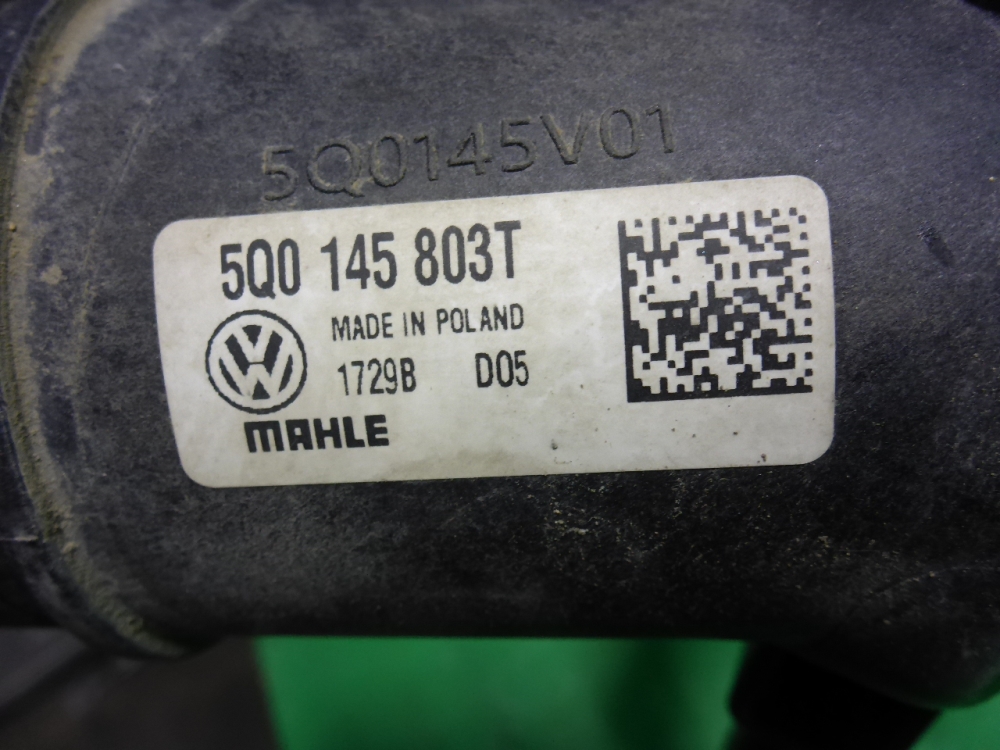 5Q0145V01
5Q0 145 803T
MADE IN POLAND
1729B D05
MAHLE